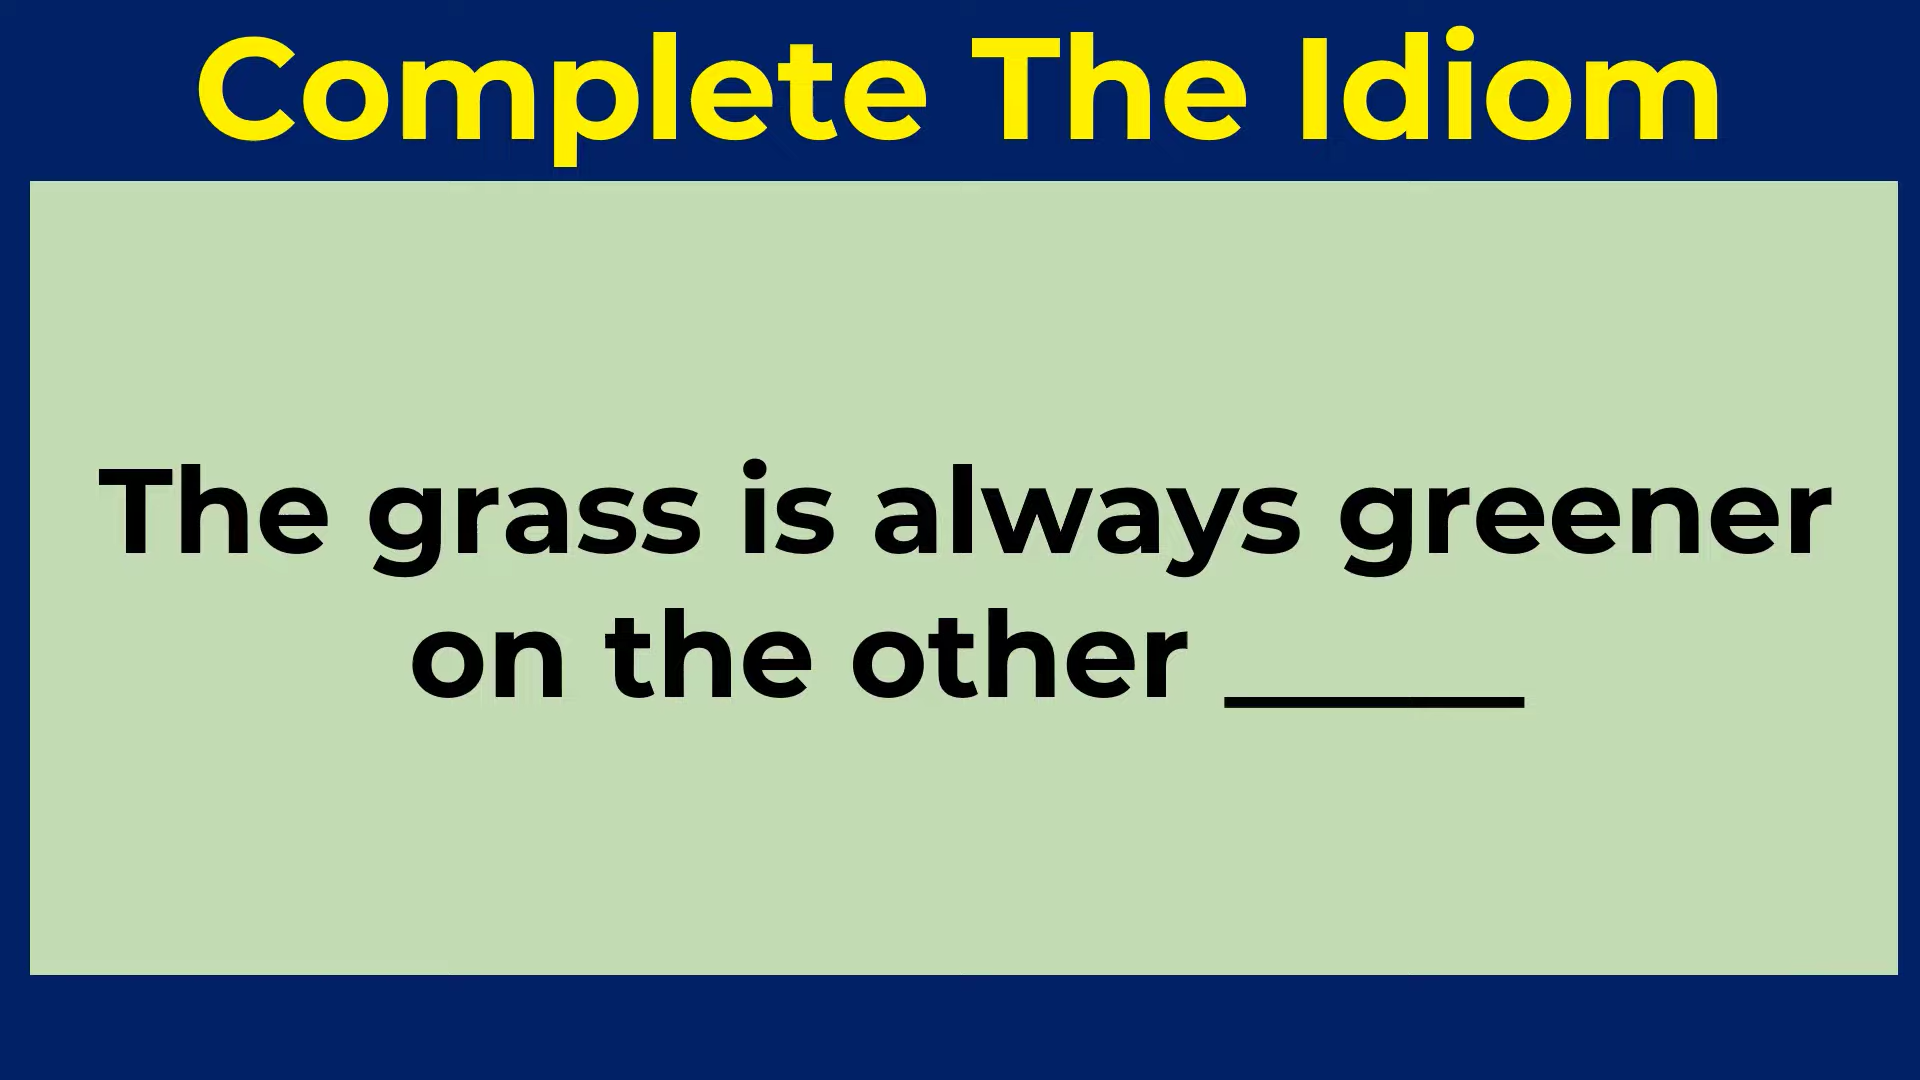 Complete The Idiom
The grass is always greener
on the other _____